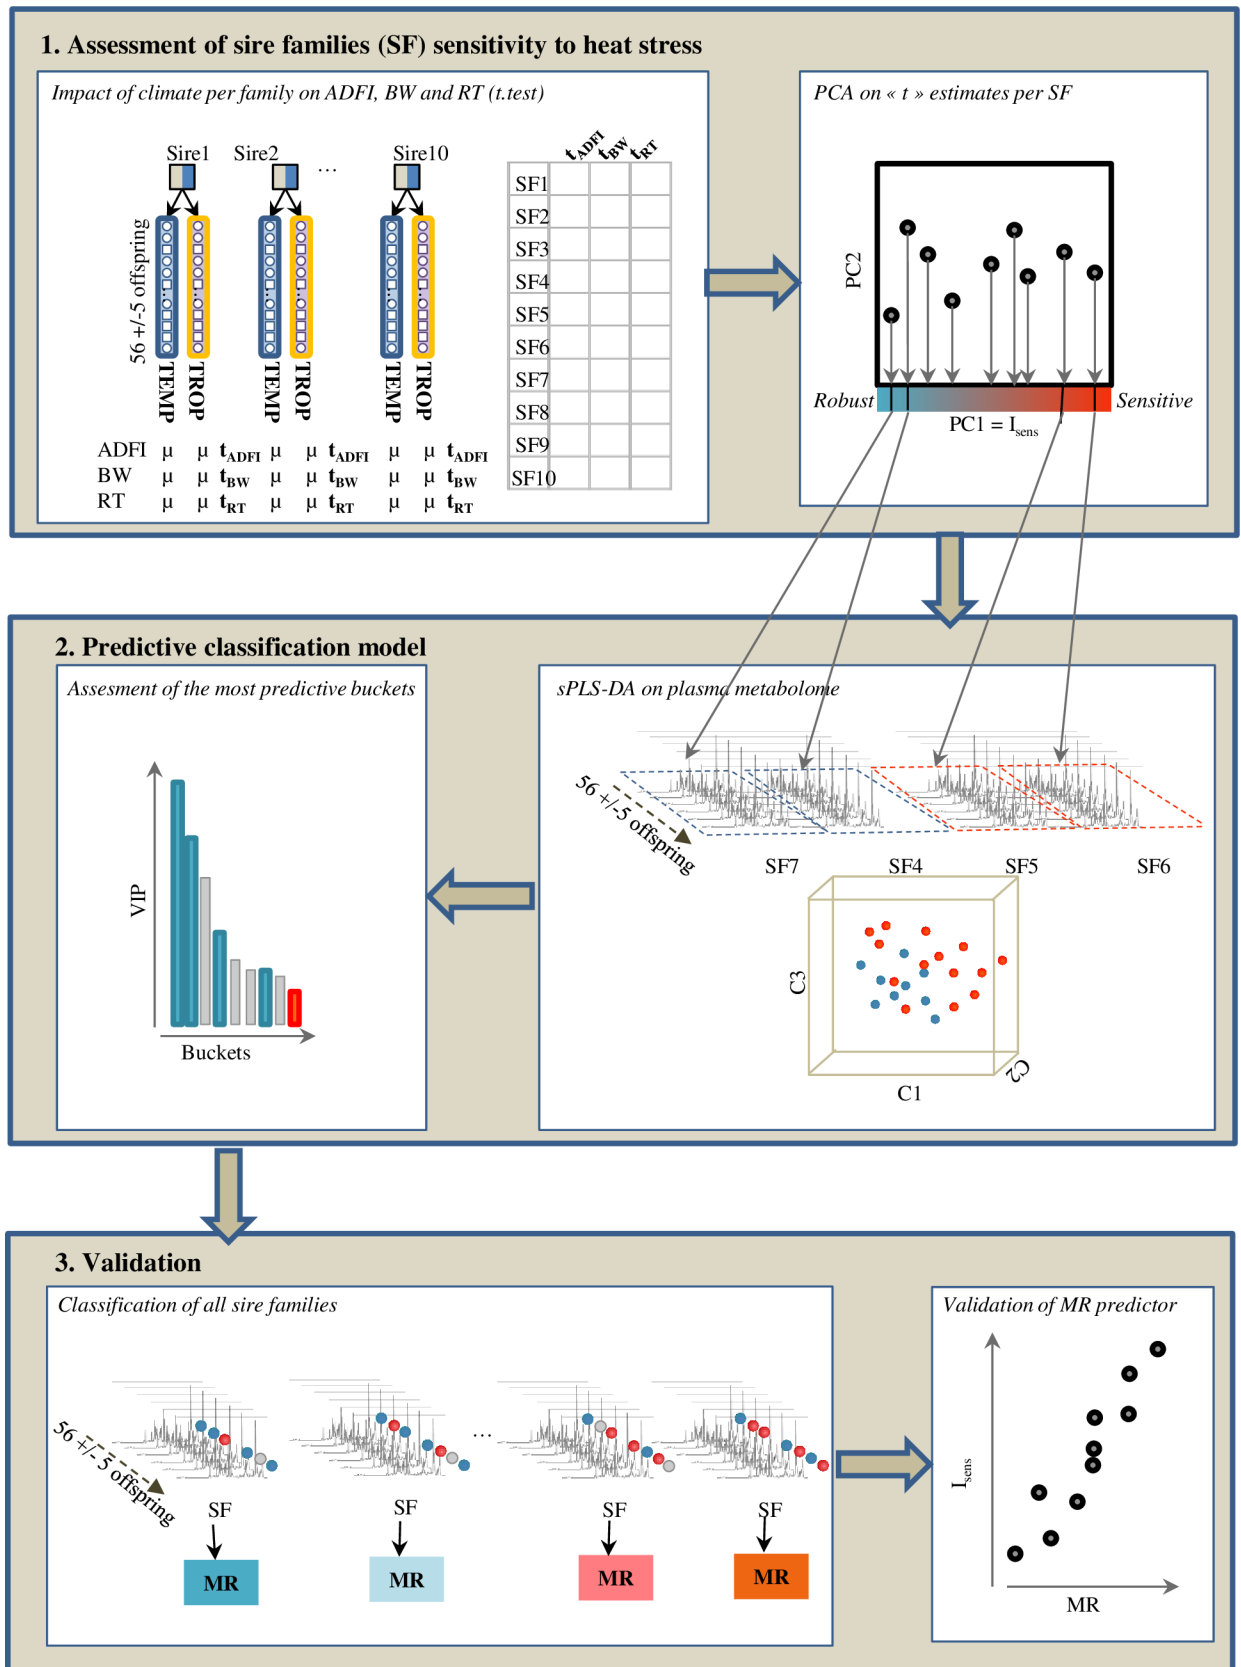 1. Assessment of sire families (SF) sensitivity to heat stress
Impact of climate per family on ADFI, BW and RT (t.test)
Sire1 Sire2 ... Sire10
56 +/-5 offspring
TEMP TROP TEMP TROP TEMP TROP
ADFI μ μ tADFI μ μ tADFI μ μ tADFI
BW μ μ tBW μ μ tBW μ μ tBW
RT μ μ tRT μ μ tRT μ μ tRT
tADFI tBW tRT
SF1
SF2
SF3
SF4
SF5
SF6
SF7
SF8
SF9
SF10
PCA on « t » estimates per SF
PC2
Robust Sensitive
PC1 = Isens
2. Predictive classification model
Assesment of the most predictive buckets
VIP
Buckets
sPLS-DA on plasma metabolome
56 +/-5 offspring
SF7 SF4 SF5 SF6
C3
C2
C1
3. Validation
Classification of all sire families
56 +/-5 offspring
...
SF SF SF SF
MR MR MR MR
Validation of MR predictor
Isens
MR